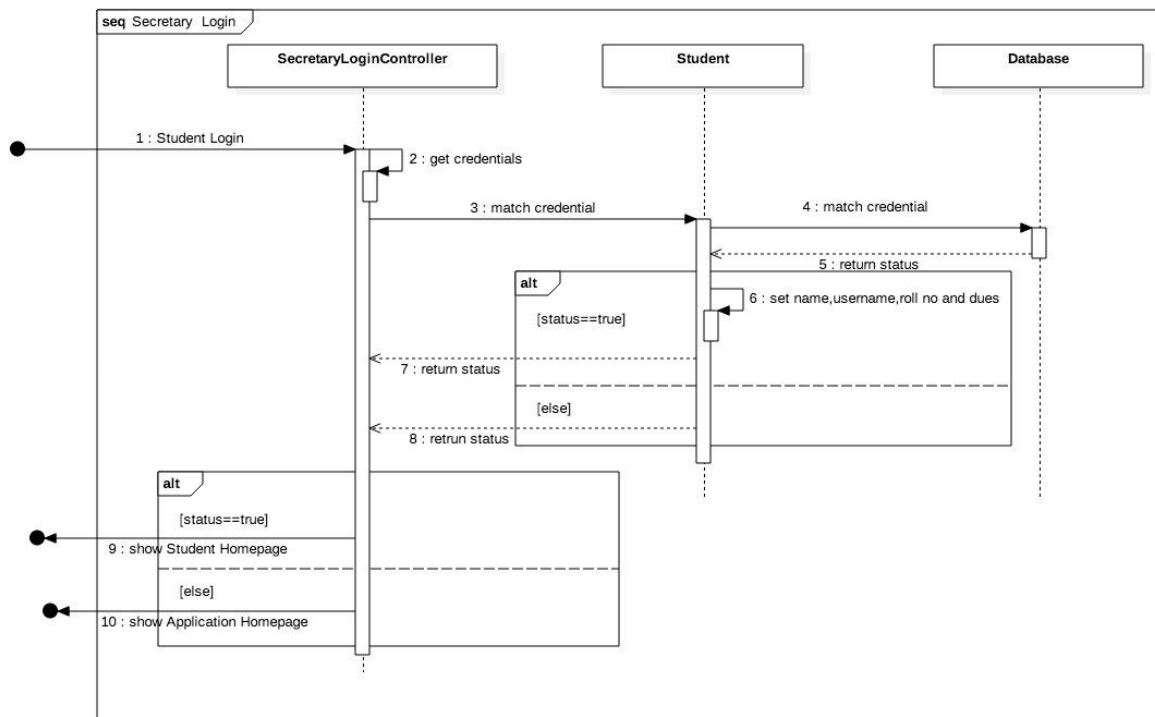 seq Secretary Login
SecretaryLoginController
Student
Database
1 : Student Login
2 : get credentials
3 : match credential
4 : match credential
5 : return status
alt
6 : set name,username,roll no and dues
[status==true]
7 : return status
[else]
8 : retrun status
alt
[status==true]
9 : show Student Homepage
[else]
10 : show Application Homepage